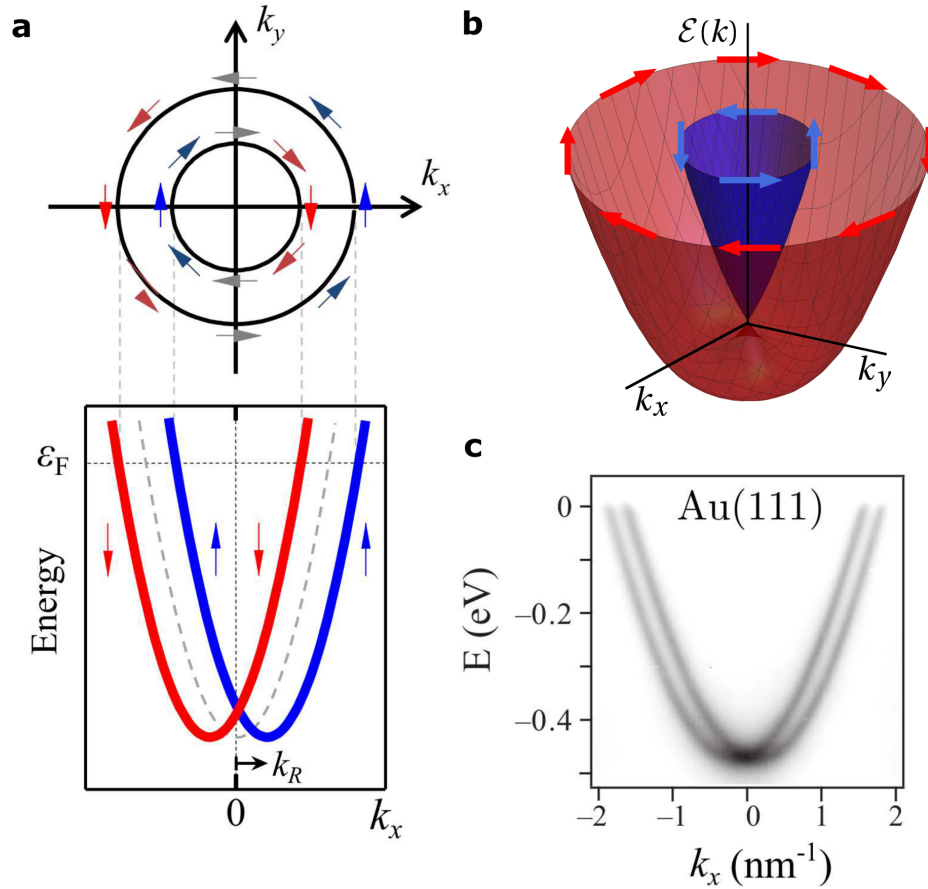 a
k_y
k_x
ε_F
Energy
k_R
0
k_x
b
ℰ(k)
k_x
k_y
c
Au(111)
E (eV)
0
−0.2
−0.4
−2
−1
0
1
2
k_x (nm⁻¹)